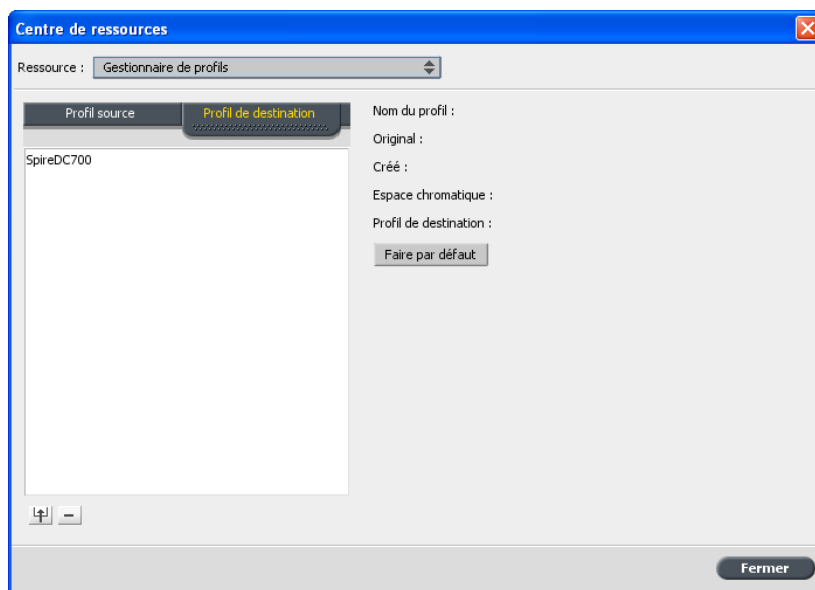 Centre de ressources
Ressource : Gestionnaire de profils
Profil source
Profil de destination
SpireDC700
Nom du profil :
Original :
Créé :
Espace chromatique :
Profil de destination :
Faire par défaut
Fermer